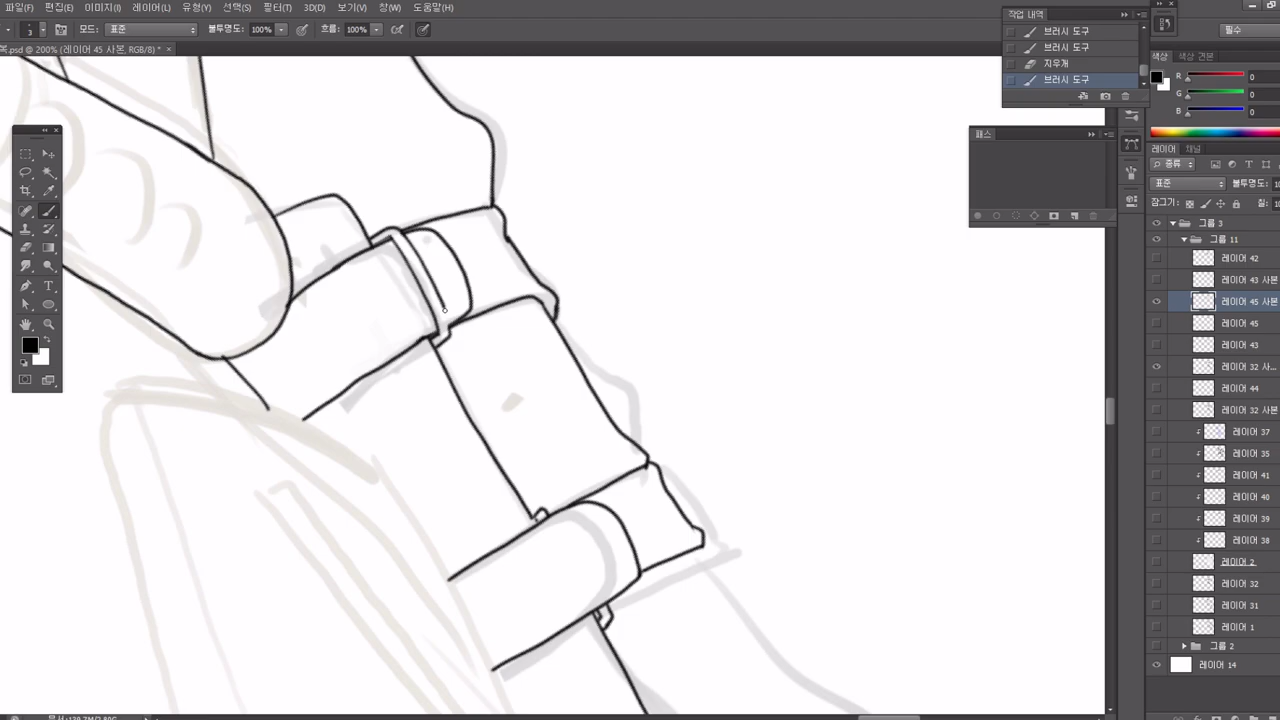 파일(F) 편집(E) 이미지(I) 레이어(L) 유형(Y) 선택(S) 필터(T) 3D(D) 보기(V) 창(W) 도움말(H)
3 모드: 표준 불투명도: 100% 흐름: 100% 필수
.psd @ 200% (레이어 45 사본, RGB/8) * ×
작업 내역
브러시 도구
브러시 도구
지우개
브러시 도구
색상 색상 견본
R 0
G 0
B 0
패스
레이어 채널
종류
표준 불투명도:
잠그기:
그룹 3
그룹 11
레이어 42
레이어 43 사본
레이어 45 사본
레이어 45
레이어 43
레이어 32 사...
레이어 44
레이어 32 사본
레이어 37
레이어 35
레이어 41
레이어 40
레이어 39
레이어 38
레이어 2
레이어 32
레이어 31
레이어 1
그룹 2
레이어 14